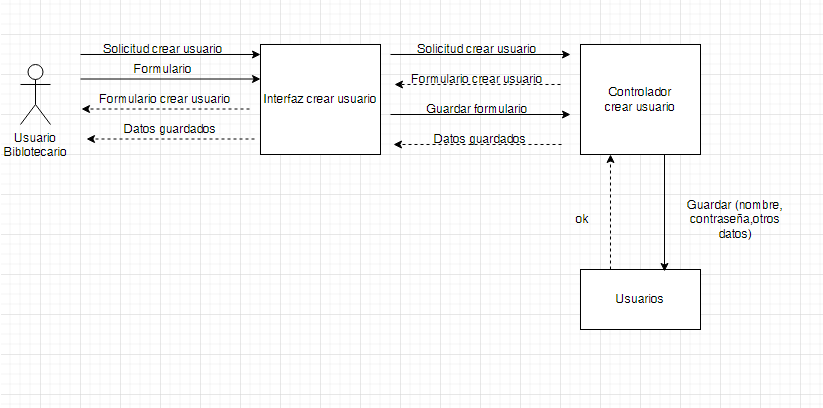 Solicitud crear usuario
Formulario
Formulario crear usuario
Datos guardados
Usuario
Biblotecario
Interfaz crear usuario
Solicitud crear usuario
Formulario crear usuario
Guardar formulario
Datos guardados
Controlador
crear usuario
ok
Guardar (nombre,
contraseña,otros
datos)
Usuarios